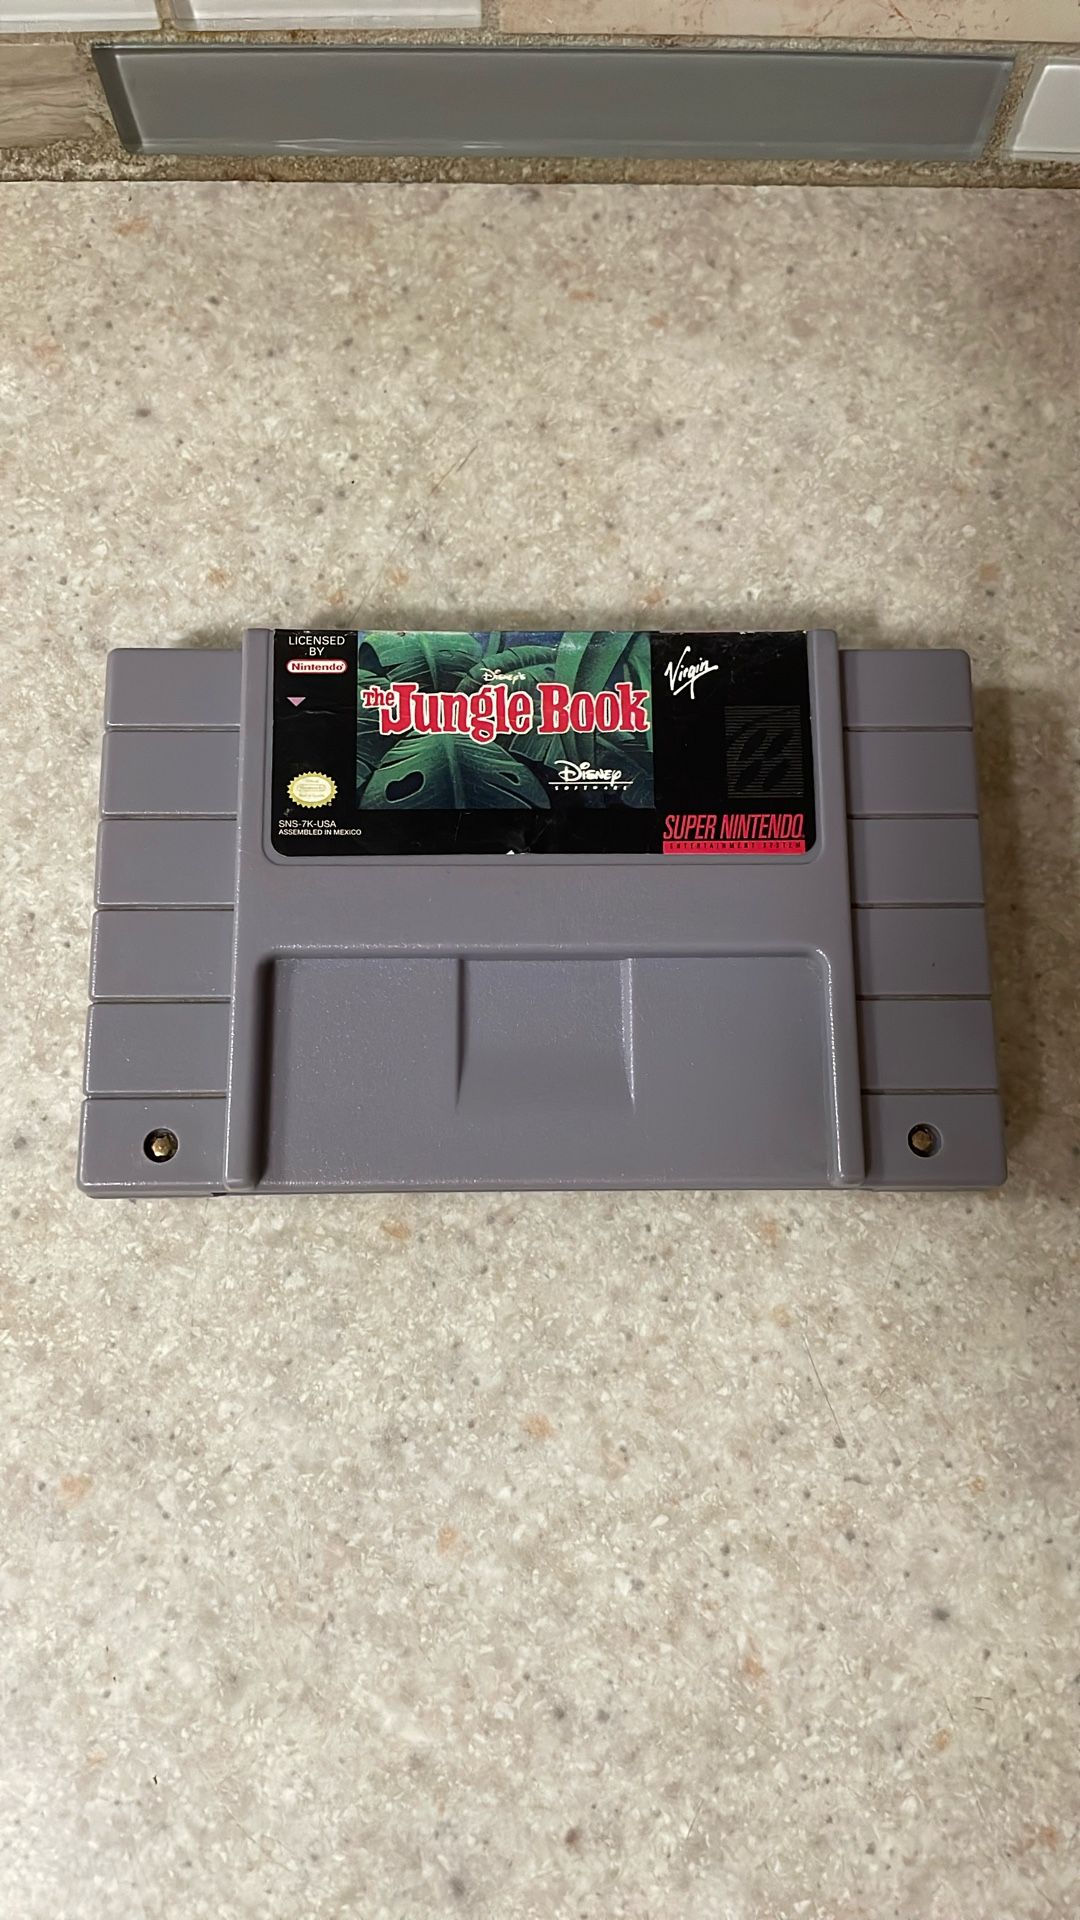 LICENSED
BY
Nintendo
Disney's
The Jungle Book
Disney
SOFTWARE
Virgin
SNS-7K-USA
ASSEMBLED IN MEXICO
SUPER NINTENDO
ENTERTAINMENT SYSTEM